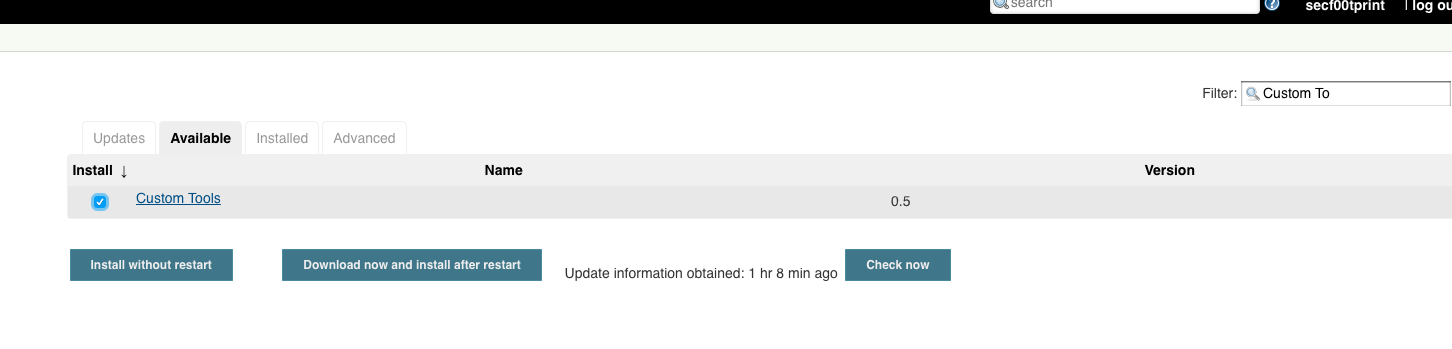 search
secf00tprint | log ou
Filter: Custom To
Updates Available Installed Advanced
Install ↓ Name Version
Custom Tools 0.5
Install without restart Download now and install after restart Update information obtained: 1 hr 8 min ago Check now